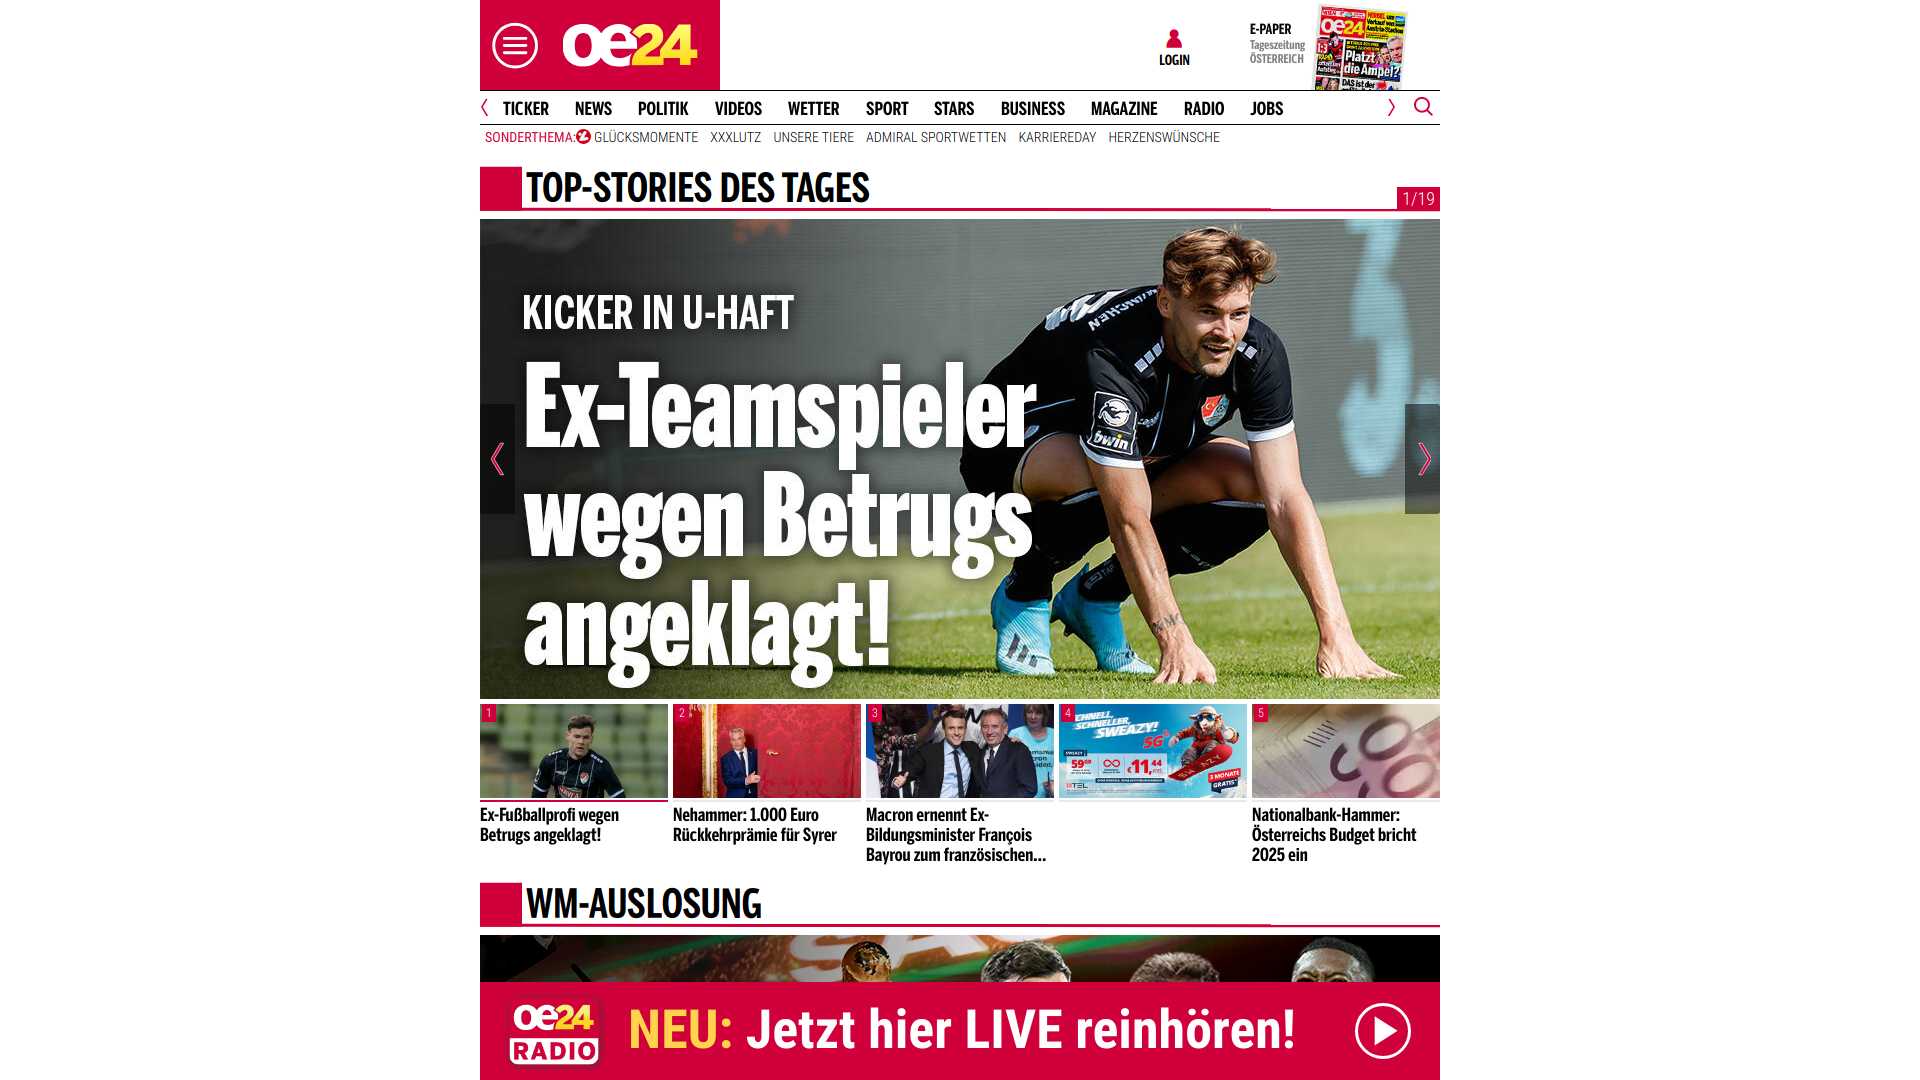 oe24
LOGIN
E-PAPER
Tageszeitung
ÖSTERREICH
oe24
Platzt
die Ampel?
TICKER NEWS POLITIK VIDEOS WETTER SPORT STARS BUSINESS MAGAZINE RADIO JOBS
SONDERTHEMA: GLÜCKSMOMENTE XXXLUTZ UNSERE TIERE ADMIRAL SPORTWETTEN KARRIEREDAY HERZENSWÜNSCHE
TOP-STORIES DES TAGES
1/19
KICKER IN U-HAFT
Ex-Teamspieler
wegen Betrugs
angeklagt!
bwin
1
2
3
4
SCHNELL,
SCHNELLER,
SWEAZY!
5G
€11,44
3 MONATE
GRATIS
SWEAZY
5
Ex-Fußballprofi wegen
Betrugs angeklagt!
Nehammer: 1.000 Euro
Rückkehrprämie für Syrer
Macron ernennt Ex-
Bildungsminister François
Bayrou zum französischen...
Nationalbank-Hammer:
Österreichs Budget bricht
2025 ein
WM-AUSLOSUNG
oe24
RADIO
NEU: Jetzt hier LIVE reinhören!